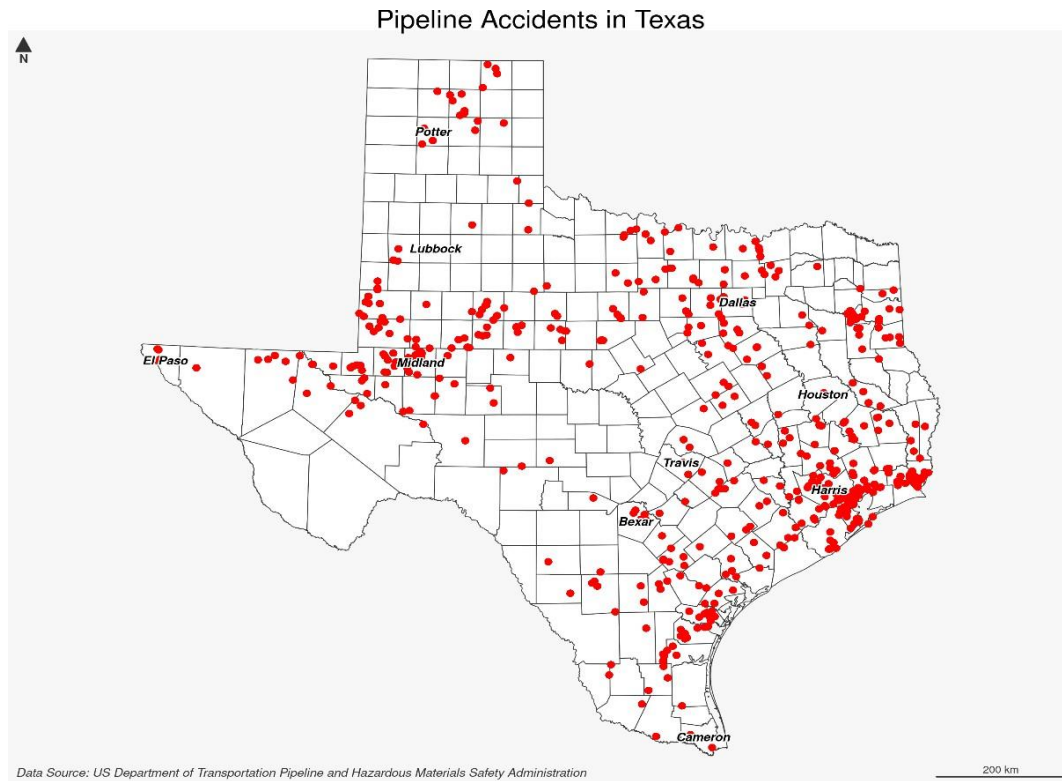 Pipeline Accidents in Texas
N
Potter
Lubbock
Dallas
El Paso
Midland
Houston
Travis
Harris
Bexar
Cameron
Data Source: US Department of Transportation Pipeline and Hazardous Materials Safety Administration
200 km